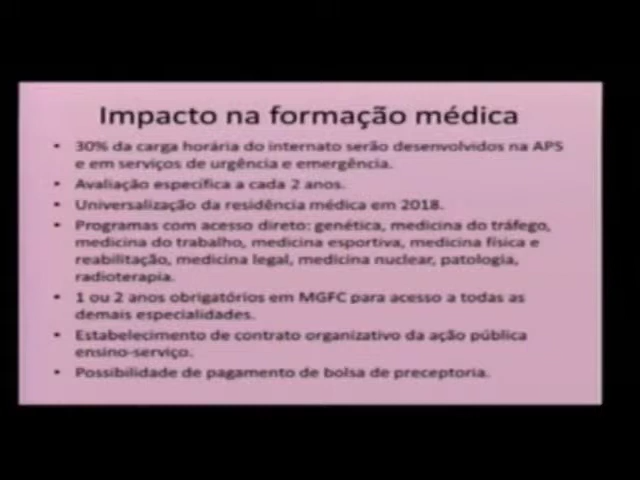 Impacto na formação médica
• 30% da carga horária do internato serão desenvolvidos na APS
e em serviços de urgência e emergência.
• Avaliação específica a cada 2 anos.
• Universalização da residência médica em 2018.
• Programas com acesso direto: genética, medicina do tráfego,
medicina do trabalho, medicina esportiva, medicina física e
reabilitação, medicina legal, medicina nuclear, patologia,
radioterapia.
• 1 ou 2 anos obrigatórios em MGFC para acesso a todas as
demais especialidades.
• Estabelecimento de contrato organizativo da ação pública
ensino-serviço.
• Possibilidade de pagamento de bolsa de preceptoria.